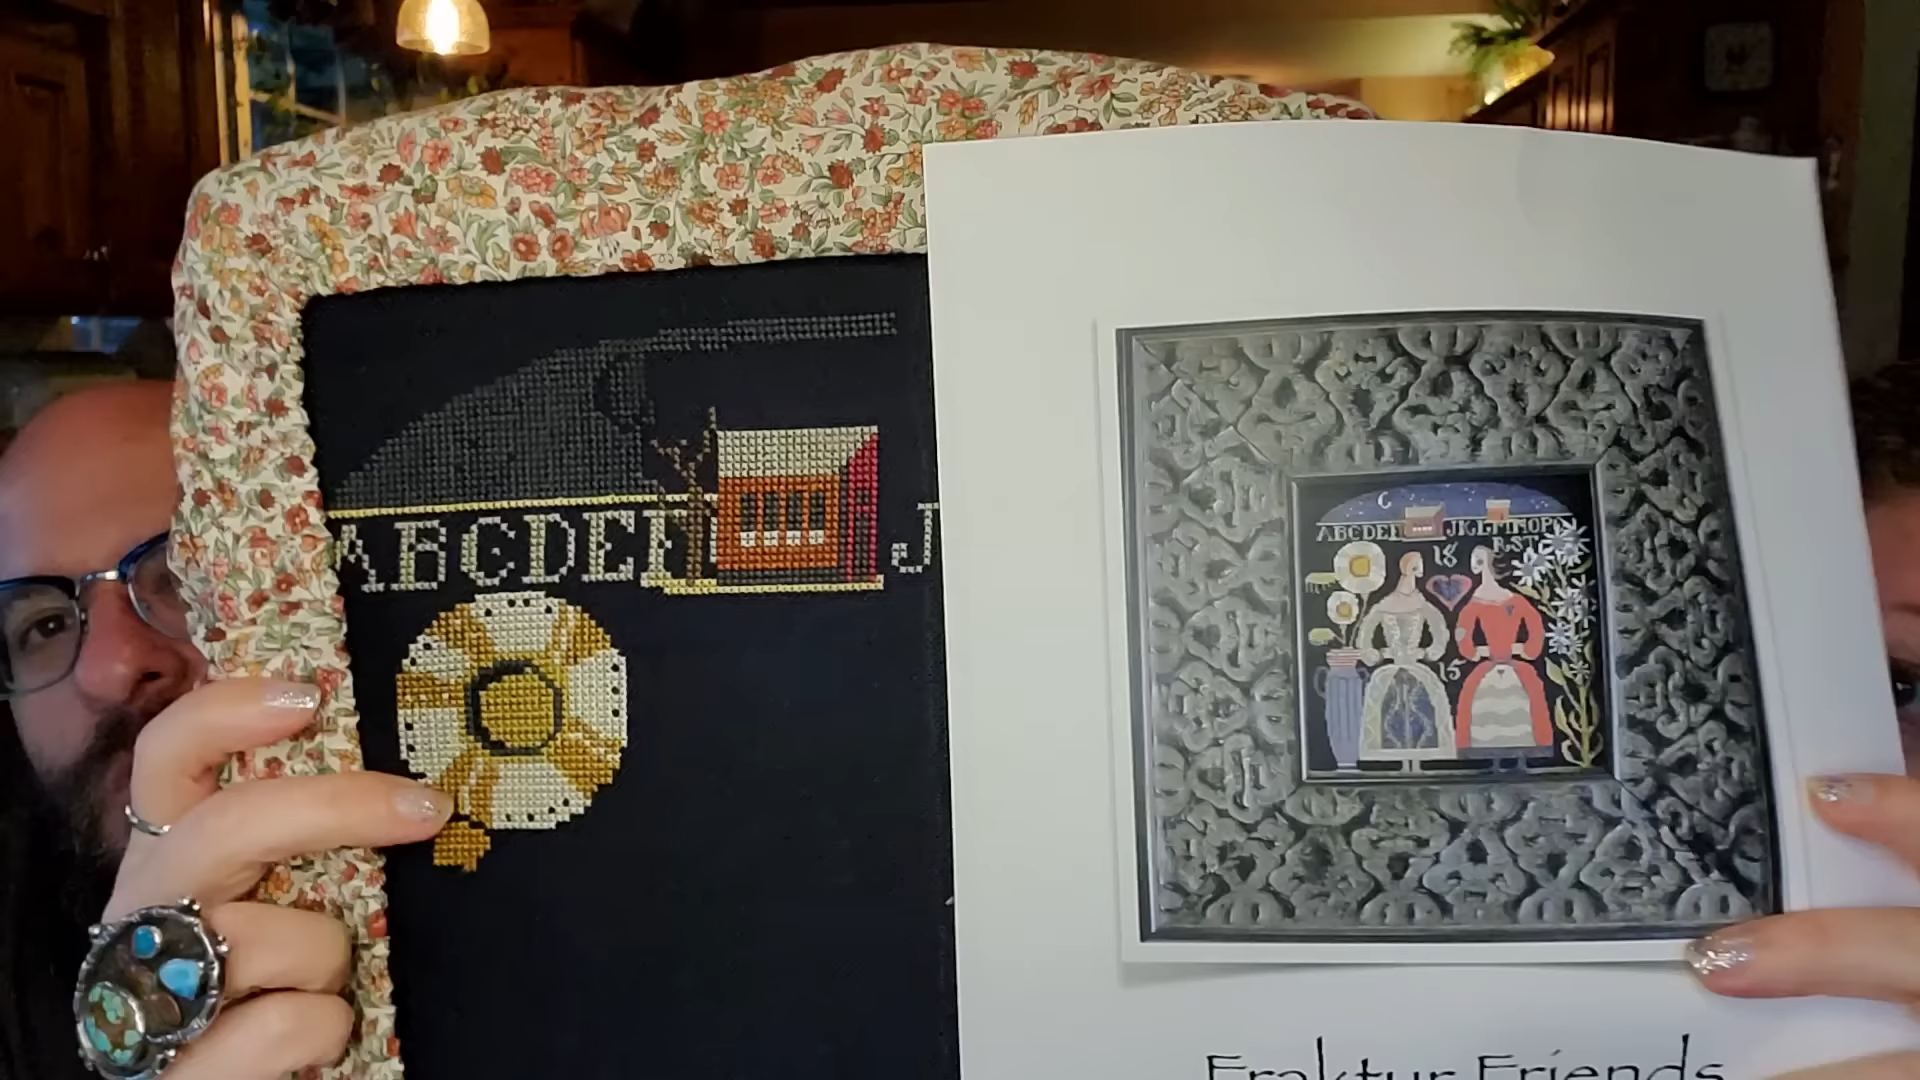 ABCDEF
J
ABCDEF JKLMNOP
RST
18
15
Fraktur Friends